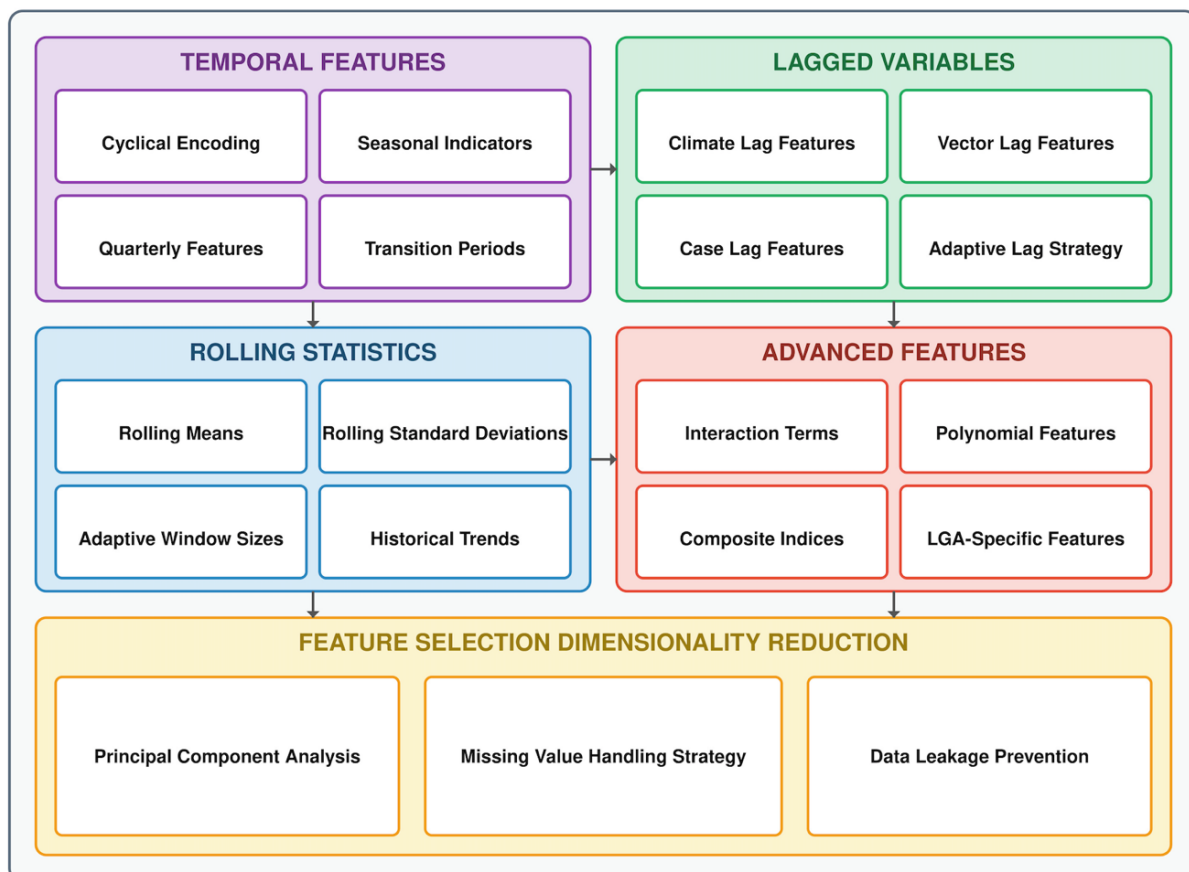 TEMPORAL FEATURES
Cyclical Encoding
Seasonal Indicators
Quarterly Features
Transition Periods
LAGGED VARIABLES
Climate Lag Features
Vector Lag Features
Case Lag Features
Adaptive Lag Strategy
ROLLING STATISTICS
Rolling Means
Rolling Standard Deviations
Adaptive Window Sizes
Historical Trends
ADVANCED FEATURES
Interaction Terms
Polynomial Features
Composite Indices
LGA-Specific Features
FEATURE SELECTION DIMENSIONALITY REDUCTION
Principal Component Analysis
Missing Value Handling Strategy
Data Leakage Prevention